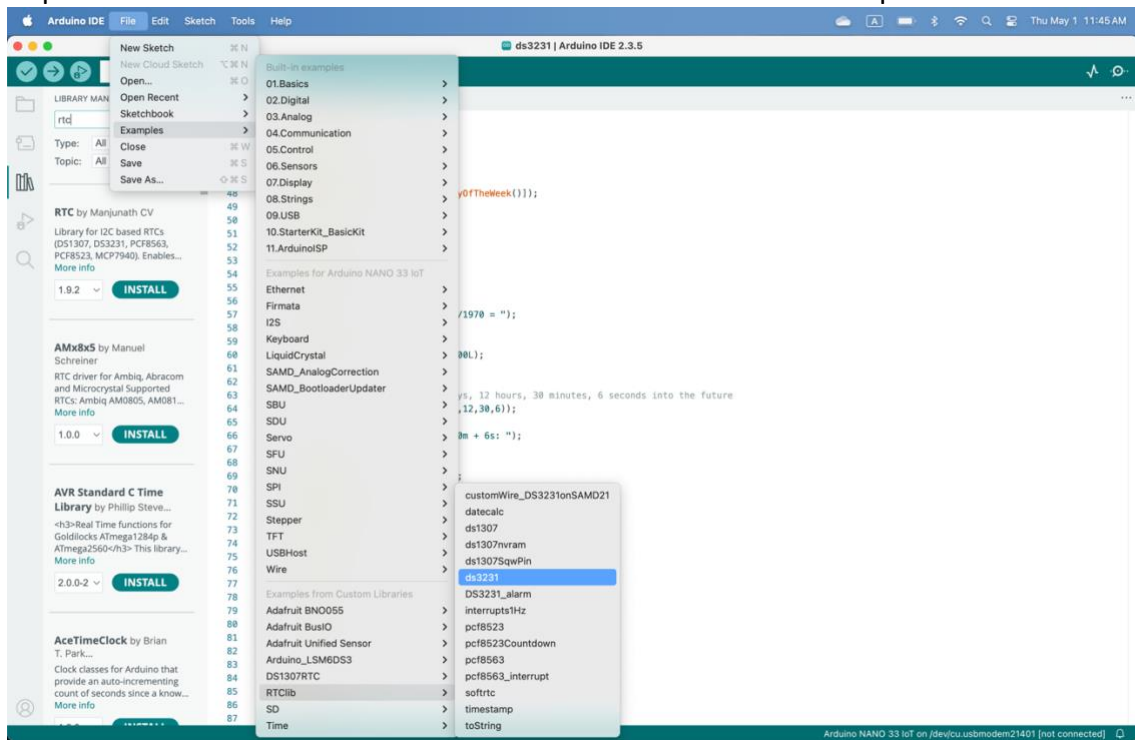 Arduino IDE File Edit Sketch Tools Help A Thu May 1 11:45 AM
ds3231 | Arduino IDE 2.3.5
New Sketch ⌘ N
New Cloud Sketch ⌥⌘ N
Open... ⌘ O
Open Recent >
Sketchbook >
Examples >
Close ⌘ W
Save ⌘ S
Save As... ⇧⌘ S
LIBRARY MAN
rtc
Type: All
Topic: All
RTC by Manjunath CV
Library for I2C based RTCs
(DS1307, DS3231, PCF8563,
PCF8523, MCP7940). Enables...
More info
1.9.2 INSTALL
AMx8x5 by Manuel
Schreiner
RTC driver for Ambiq, Abracom
and Microcrystal Supported
RTCs: Ambiq AM0805, AM081...
More info
1.0.0 INSTALL
AVR Standard C Time
Library by Phillip Steve...
<h3>Real Time functions for
Goldilocks ATmega1284p &
ATmega2560</h3> This library...
More info
2.0.0-2 INSTALL
AceTimeClock by Brian
T. Park...
Clock classes for Arduino that
provide an auto-incrementing
count of seconds since a know...
More info
Built-in examples
01.Basics >
02.Digital >
03.Analog >
04.Communication >
05.Control >
06.Sensors >
07.Display >
08.Strings >
09.USB >
10.StarterKit_BasicKit >
11.ArduinoISP >
Examples for Arduino NANO 33 IoT
Ethernet >
Firmata >
I2S >
Keyboard >
LiquidCrystal >
SAMD_AnalogCorrection >
SAMD_BootloaderUpdater >
SBU >
SDU >
Servo >
SFU >
SNU >
SPI >
SSU >
Stepper >
TFT >
USBHost >
Wire >
Examples from Custom Libraries
Adafruit BNO055 >
Adafruit BusIO >
Adafruit Unified Sensor >
Arduino_LSM6DS3 >
DS1307RTC >
RTClib >
SD >
Time >
customWire_DS3231onSAMD21
datecalc
ds1307
ds1307nvram
ds1307SqwPin
ds3231
DS3231_alarm
interrupts1Hz
pcf8523
pcf8523Countdown
pcf8563
pcf8563_interrupt
softrtc
timestamp
toString
48 yOfTheWeek()]);
49
50
51
52
53
54
55
56
57 /1970 = ");
58
59
60 00L);
61
62
63 ys, 12 hours, 30 minutes, 6 seconds into the future
64 ,12,30,6));
65
66 0m + 6s: ");
67
68
69 ;
70
71
72
73
74
75
76
77
78
79
80
81
82
83
84
85
86
87
Arduino NANO 33 IoT on /dev/cu.usbmodem21401 [not connected]